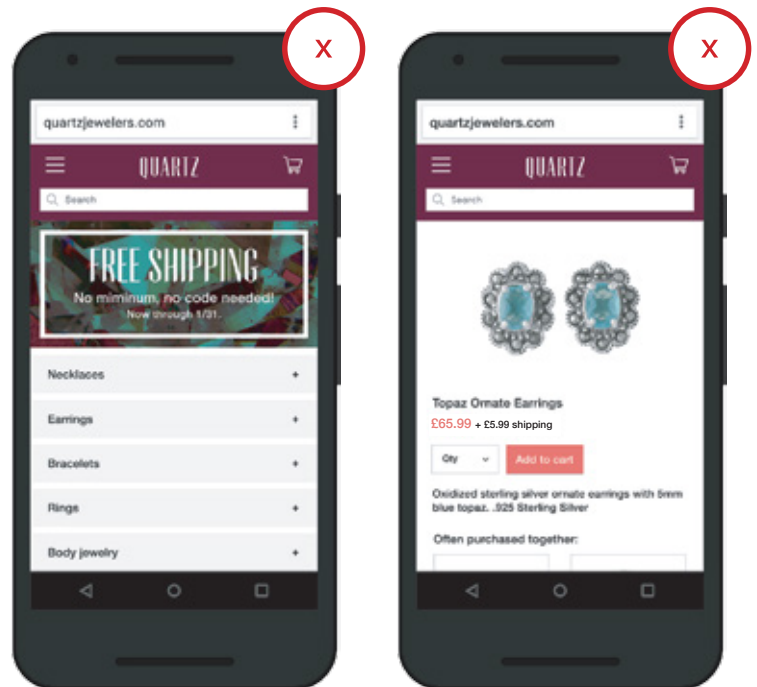 X
quartzjewelers.com
QUARTZ
Search
FREE SHIPPING
No miminum, no code needed!
Now through 1/31.
Necklaces +
Earrings +
Bracelets +
Rings +
Body jewelry +
X
quartzjewelers.com
QUARTZ
Search
Topaz Ornate Earrings
£65.99 + £5.99 shipping
Qty Add to cart
Oxidized sterling silver ornate earrings with 5mm
blue topaz. .925 Sterling Silver
Often purchased together: